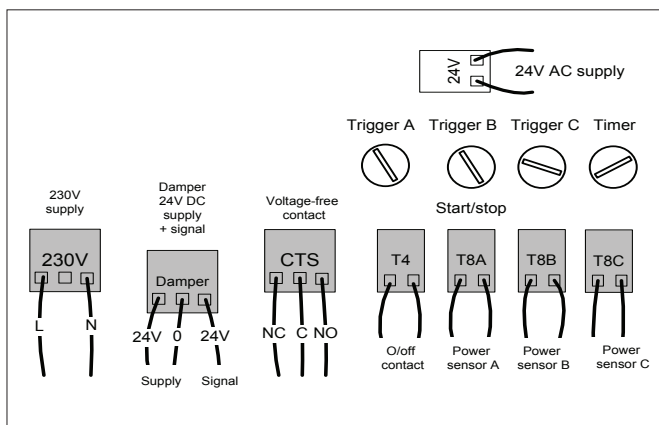 24V
24V AC supply
Trigger A
Trigger B
Trigger C
Timer
230V
supply
Damper
24V DC
supply
+ signal
Voltage-free
contact
Start/stop
230V
Damper
CTS
T4
T8A
T8B
T8C
L
N
24V
0
24V
NC
C
NO
Supply
Signal
O/off
contact
Power
sensor A
Power
sensor B
Power
sensor C